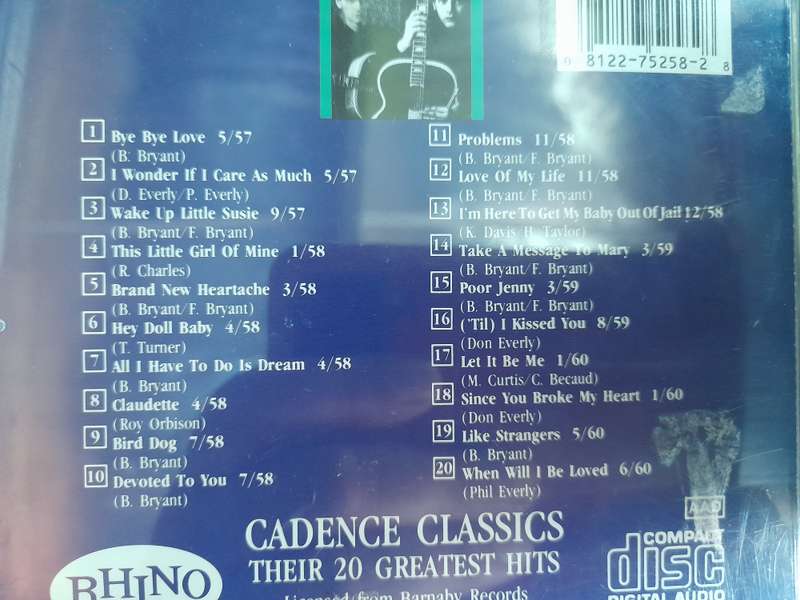 8122-75258-2 8
1 Bye Bye Love 5/57
(B. Bryant)
2 I Wonder If I Care As Much 5/57
(D. Everly/P. Everly)
3 Wake Up Little Susie 9/57
(B. Bryant/F. Bryant)
4 This Little Girl Of Mine 1/58
(R. Charles)
5 Brand New Heartache 3/58
(B. Bryant/F. Bryant)
6 Hey Doll Baby 4/58
(T. Turner)
7 All I Have To Do Is Dream 4/58
(B. Bryant)
8 Claudette 4/58
(Roy Orbison)
9 Bird Dog 7/58
(B. Bryant)
10 Devoted To You 7/58
(B. Bryant)
11 Problems 11/58
(B. Bryant/F. Bryant)
12 Love Of My Life 11/58
(B. Bryant/F. Bryant)
13 I'm Here To Get My Baby Out Of Jail 12/58
(K. Davis/H. Taylor)
14 Take A Message To Mary 3/59
(B. Bryant/F. Bryant)
15 Poor Jenny 3/59
(B. Bryant/F. Bryant)
16 ('Til) I Kissed You 8/59
(Don Everly)
17 Let It Be Me 1/60
(M. Curtis/C. Becaud)
18 Since You Broke My Heart 1/60
(Don Everly)
19 Like Strangers 5/60
(B. Bryant)
20 When Will I Be Loved 6/60
(Phil Everly)
CADENCE CLASSICS
THEIR 20 GREATEST HITS
Licensed from Barnaby Records
RHINO
AAD
COMPACT
disc
DIGITAL AUDIO